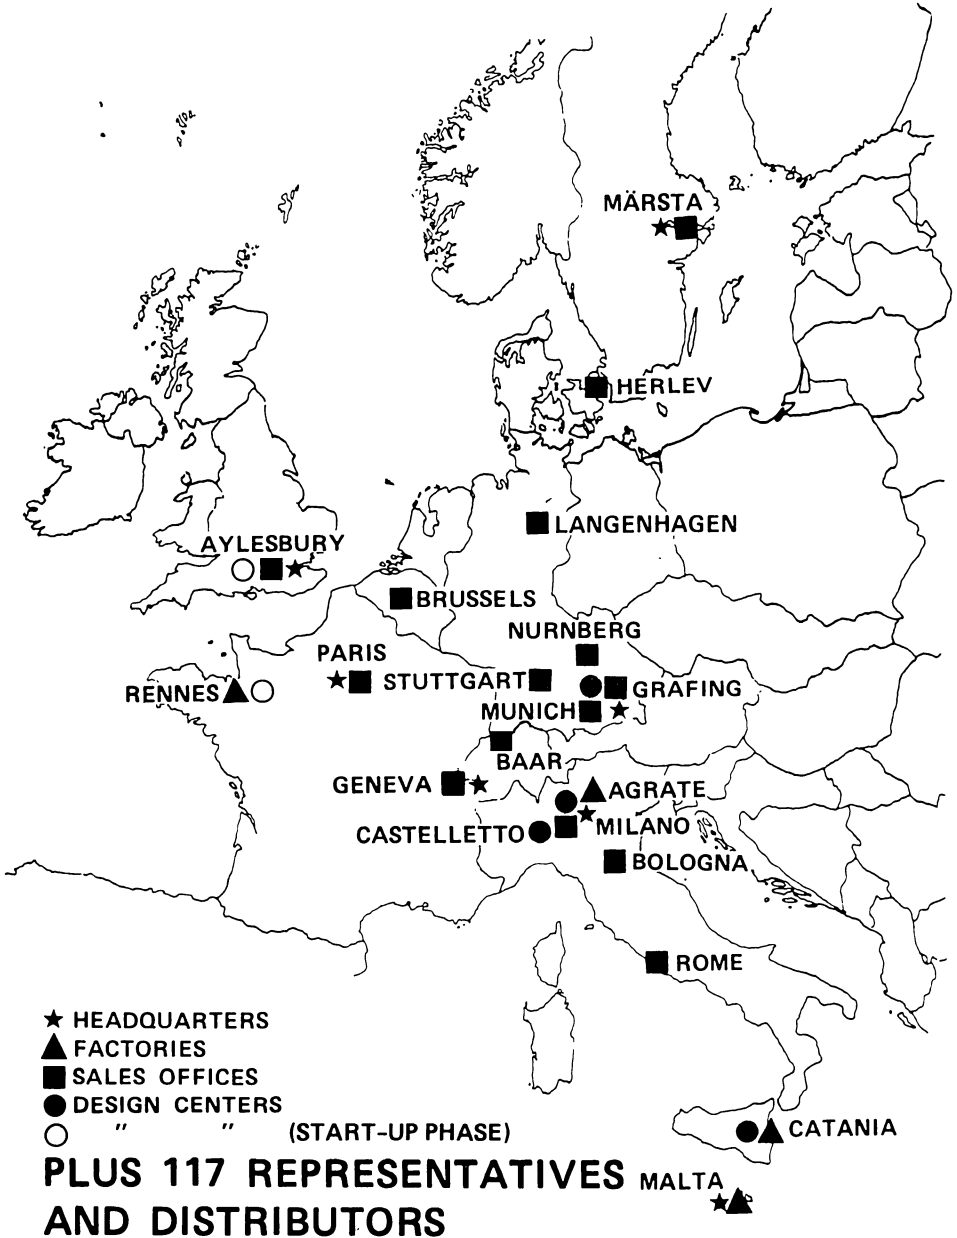 MÄRSTA
HERLEV
LANGENHAGEN
AYLESBURY
BRUSSELS
NURNBERG
PARIS
STUTTGART
GRAFING
RENNES
MUNICH
BAAR
GENEVA
AGRATE
MILANO
CASTELLETTO
BOLOGNA
ROME
HEADQUARTERS
FACTORIES
SALES OFFICES
DESIGN CENTERS
" " (START-UP PHASE)
CATANIA
PLUS 117 REPRESENTATIVES
MALTA
AND DISTRIBUTORS